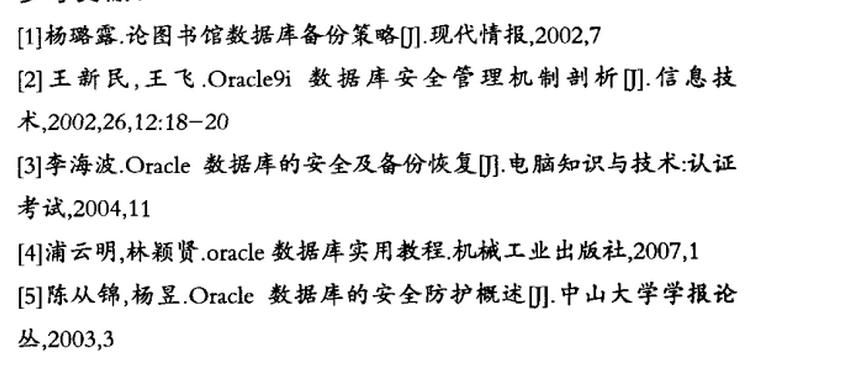 [1]杨璐露.论图书馆数据库备份策略[J].现代情报,2002,7
[2]王新民,王飞.Oracle9i 数据库安全管理机制剖析[J].信息技
术,2002,26,12:18-20
[3]李海波.Oracle 数据库的安全及备份恢复[J].电脑知识与技术:认证
考试,2004,11
[4]浦云明,林颖贤.oracle数据库实用教程.机械工业出版社,2007,1
[5]陈从锦,杨昱.Oracle 数据库的安全防护概述[J].中山大学学报论
丛,2003,3